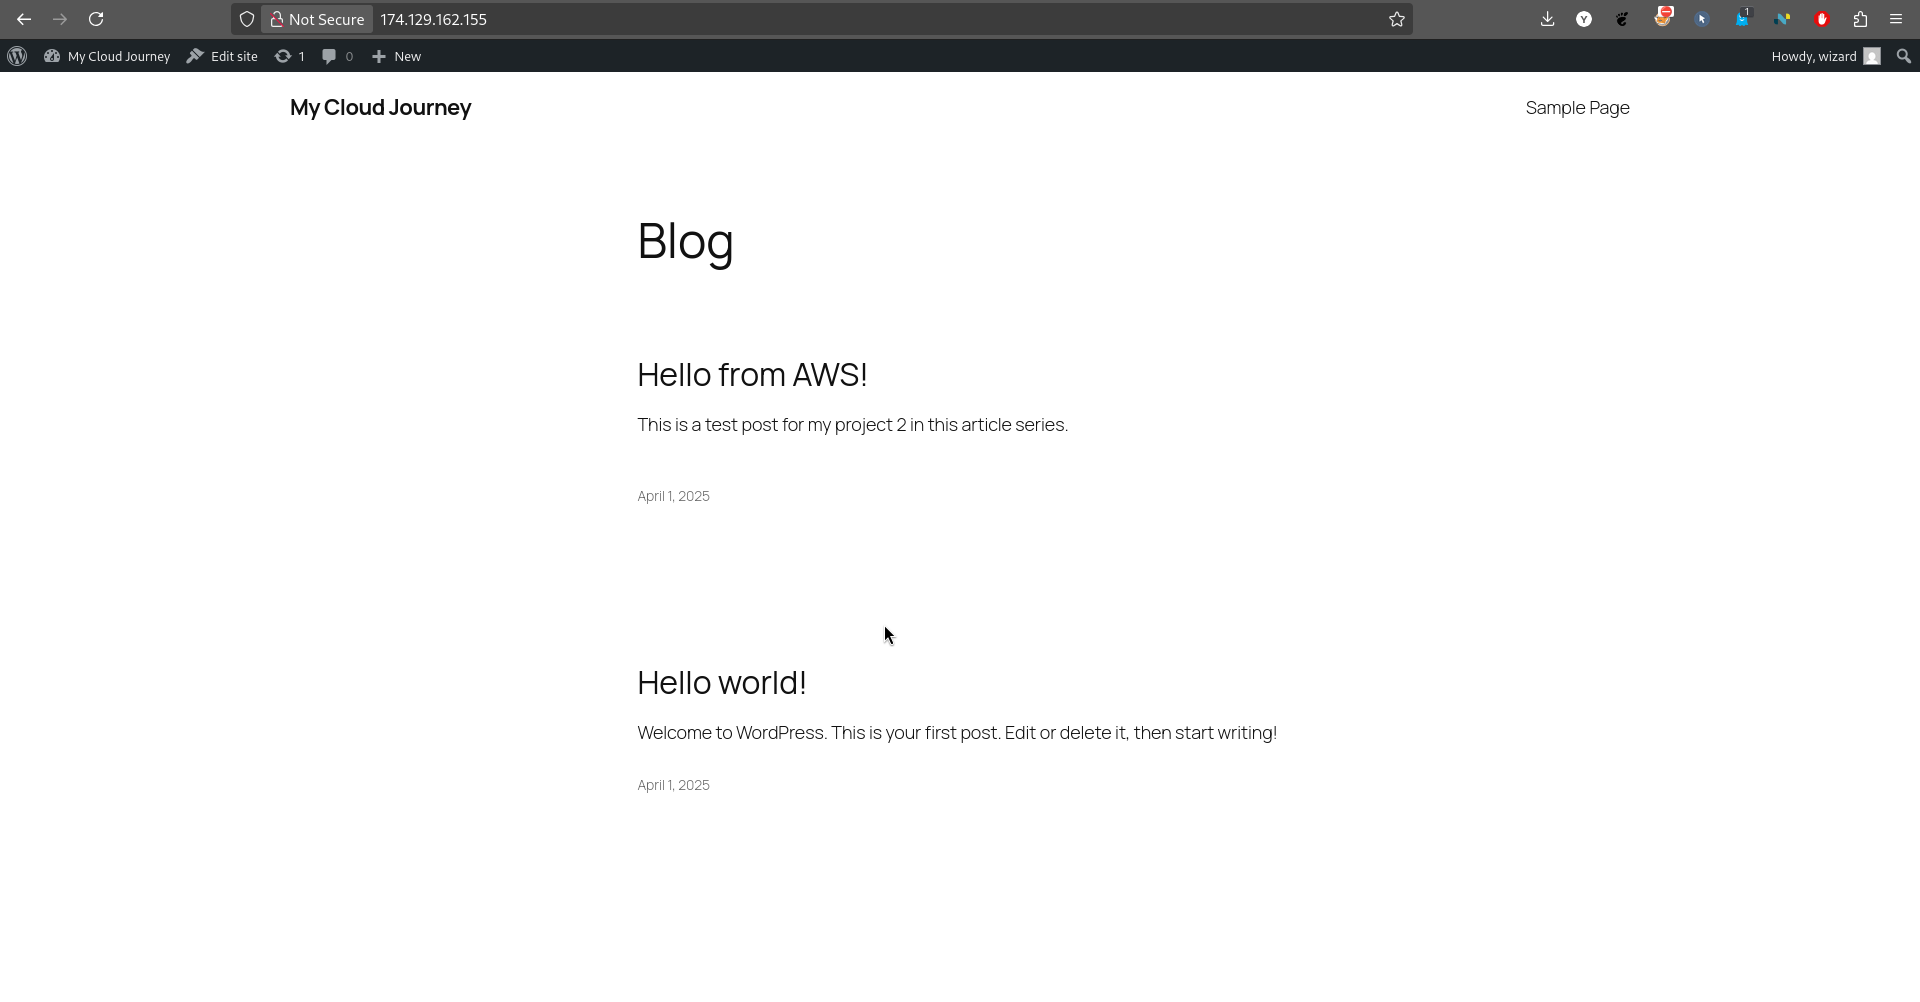 Not Secure 174.129.162.155
1
My Cloud Journey Edit site 1 0 New Howdy, wizard
My Cloud Journey Sample Page
Blog
Hello from AWS!
This is a test post for my project 2 in this article series.
April 1, 2025
Hello world!
Welcome to WordPress. This is your first post. Edit or delete it, then start writing!
April 1, 2025